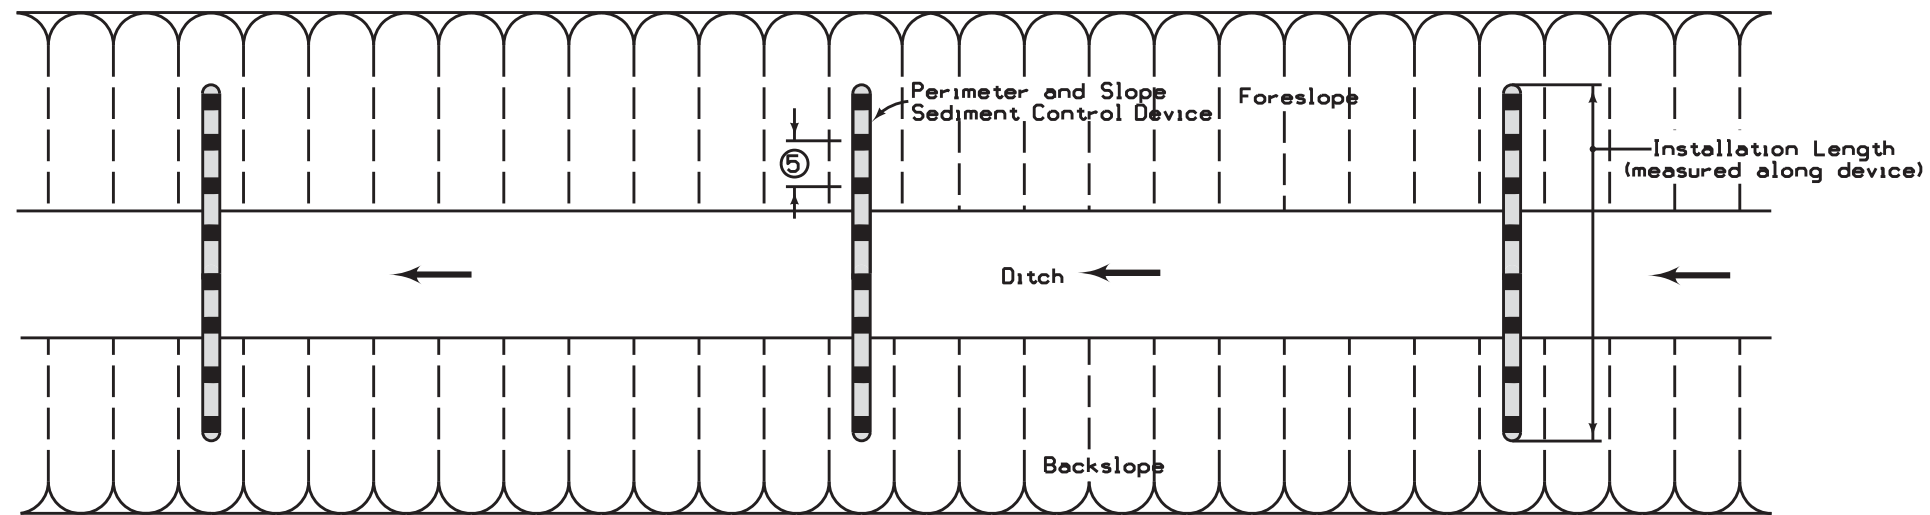 Perimeter and Slope
Sediment Control Device
Foreslope
5
Installation Length
(measured along device)
Ditch
Backslope